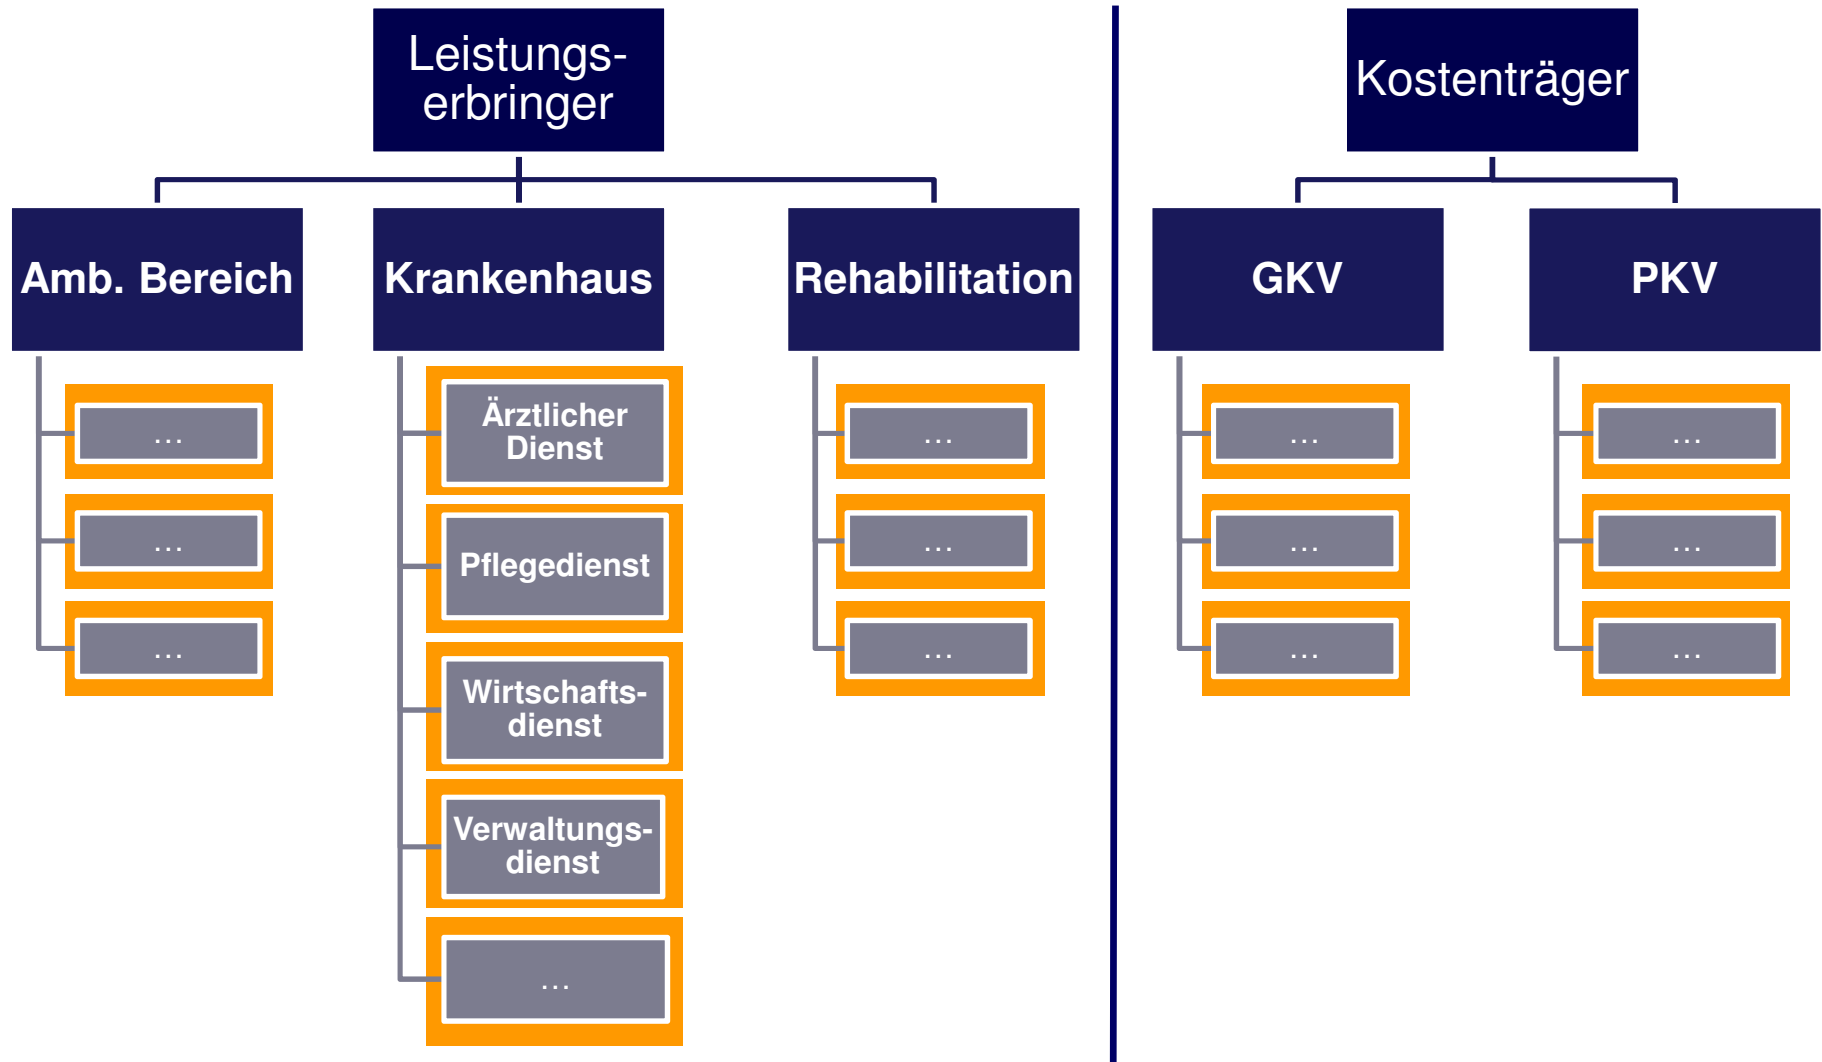 Leistungs-
erbringer
Kostenträger
Amb. Bereich
Krankenhaus
Rehabilitation
GKV
PKV
...
...
...
Ärztlicher
Dienst
Pflegedienst
Wirtschafts-
dienst
Verwaltungs-
dienst
...
...
...
...
...
...
...
...
...
...